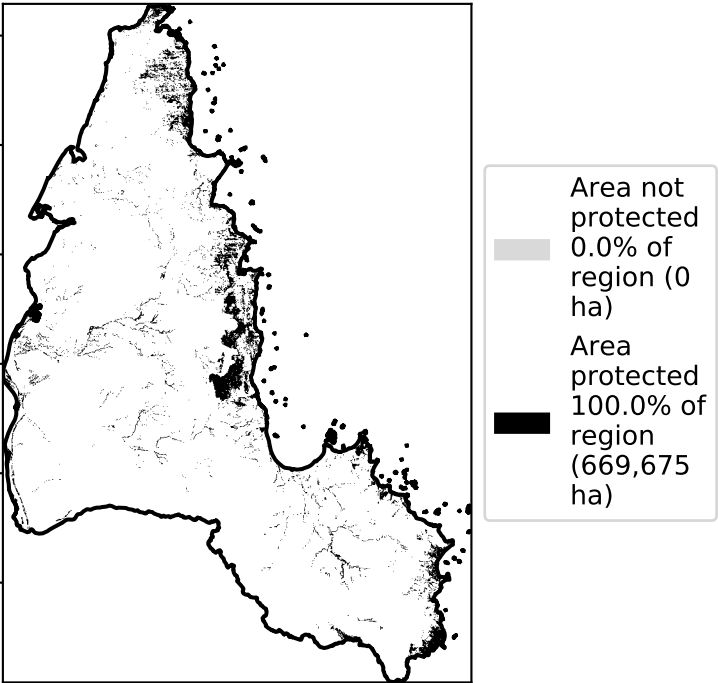 Area not
protected
0.0% of
region (0
ha)
Area
protected
100.0% of
region
(669,675
ha)